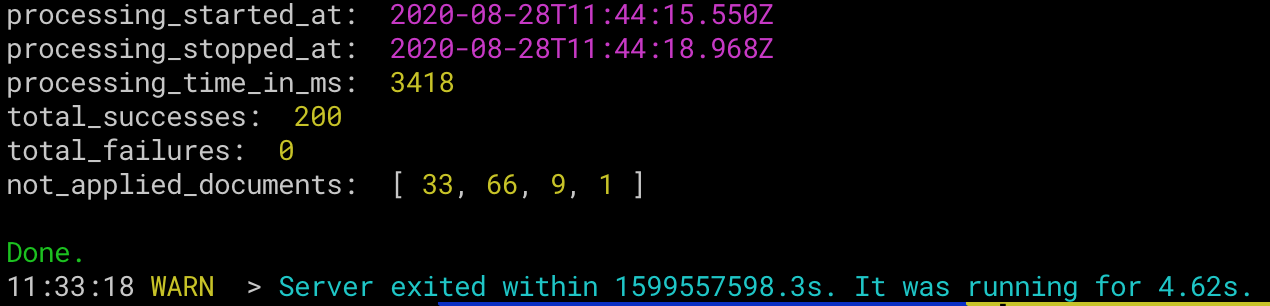 processing_started_at:  2020-08-28T11:44:15.550Z
processing_stopped_at:  2020-08-28T11:44:18.968Z
processing_time_in_ms:  3418
total_successes:  200
total_failures:  0
not_applied_documents:  [ 33, 66, 9, 1 ]
Done.
11:33:18 WARN  > Server exited within 1599557598.3s. It was running for 4.62s.